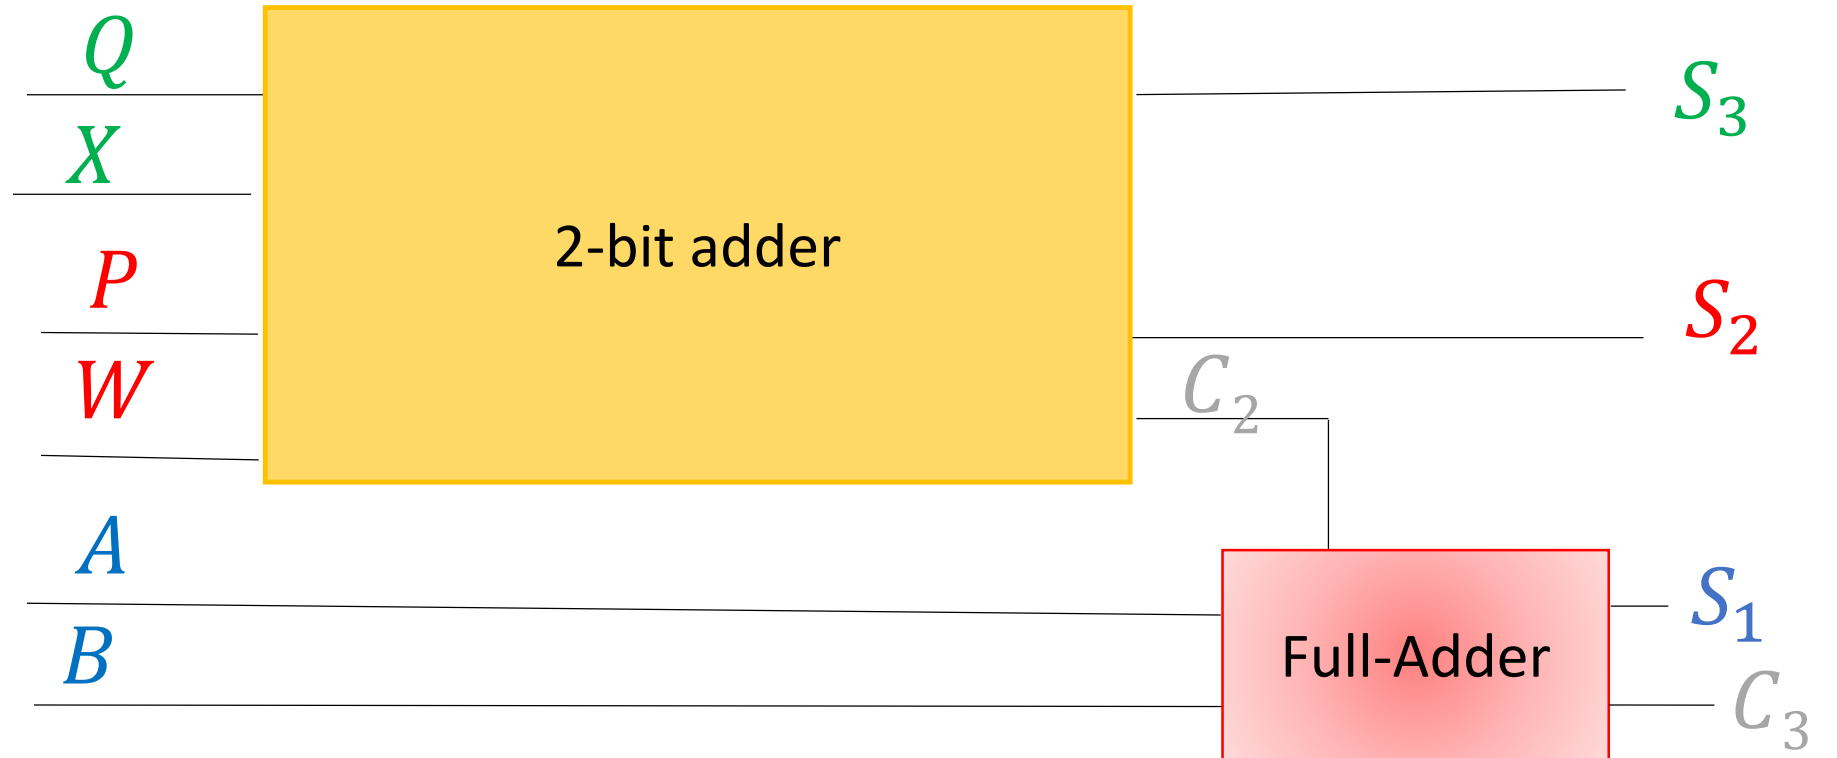 Q
S₃
X
2-bit adder
P
S₂
W
C₂
A
S₁
B
Full-Adder
C₃